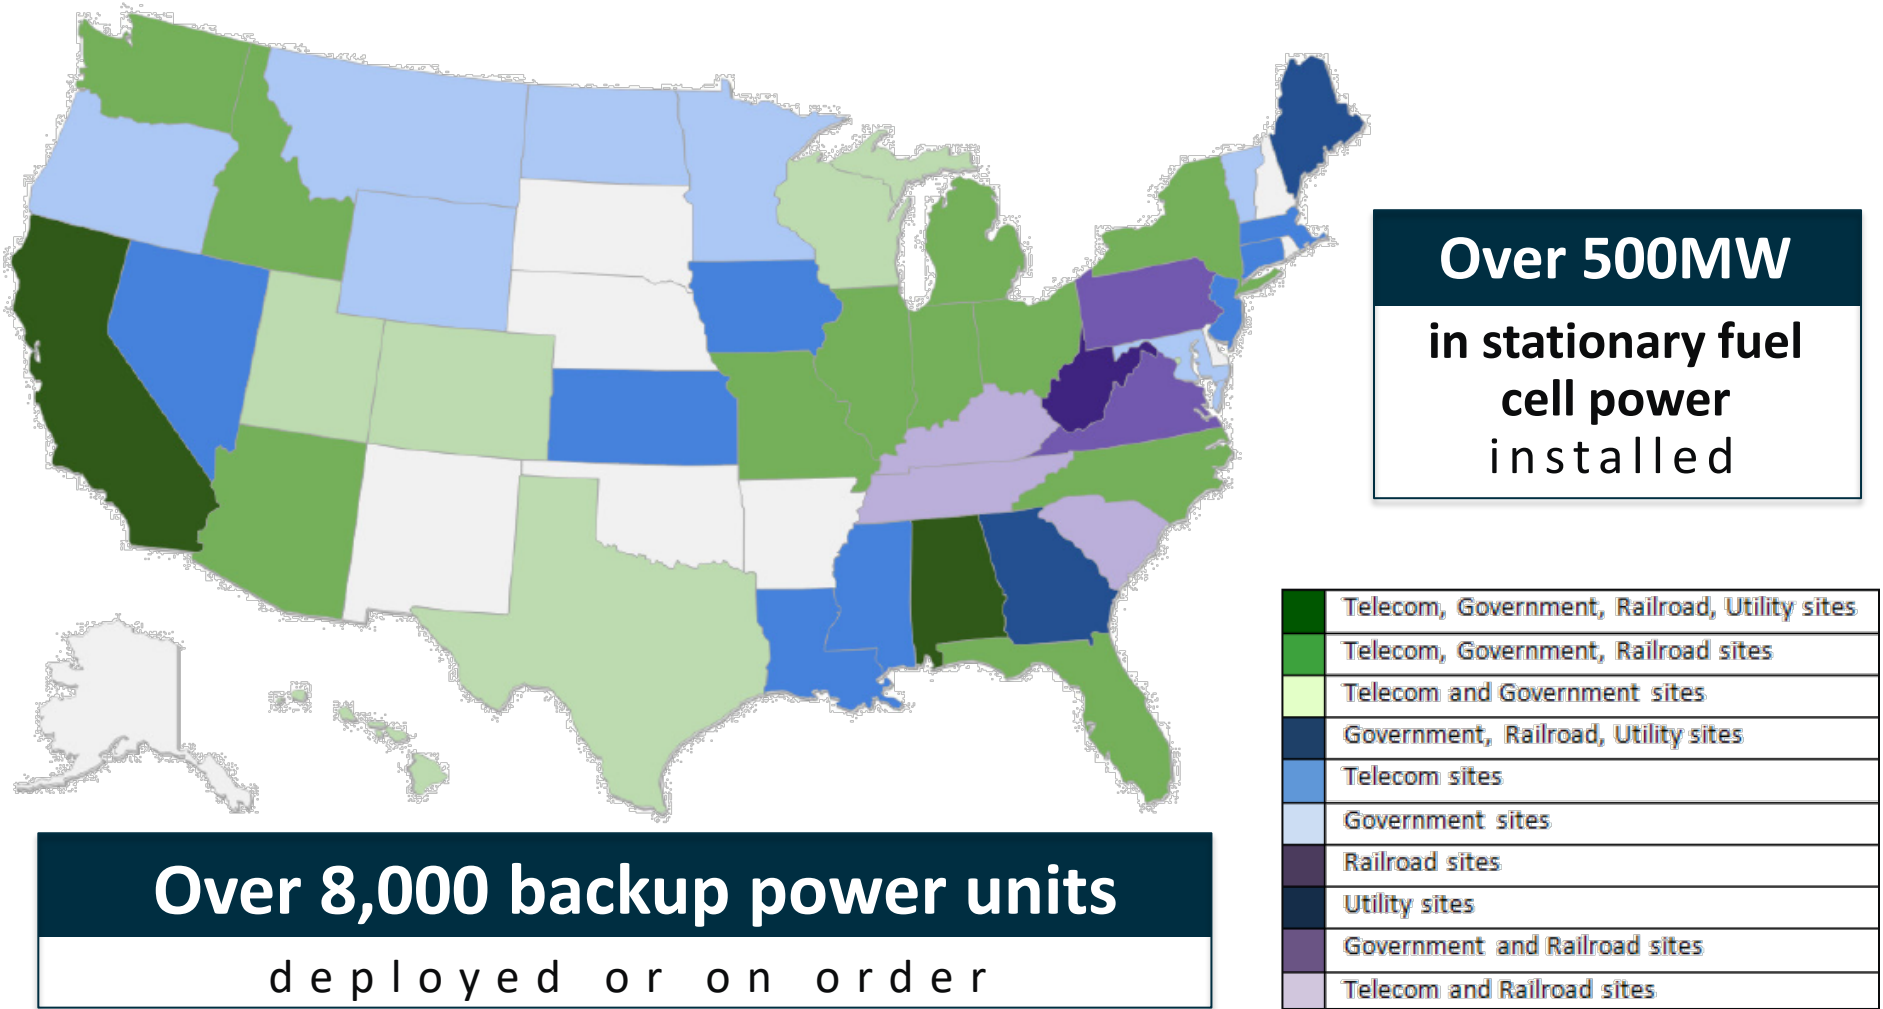 Over 500MW
in stationary fuel
cell power
installed
Telecom, Government, Railroad, Utility sites
Telecom, Government, Railroad sites
Telecom and Government sites
Government, Railroad, Utility sites
Telecom sites
Government sites
Railroad sites
Utility sites
Government and Railroad sites
Telecom and Railroad sites
Over 8,000 backup power units
deployed or on order